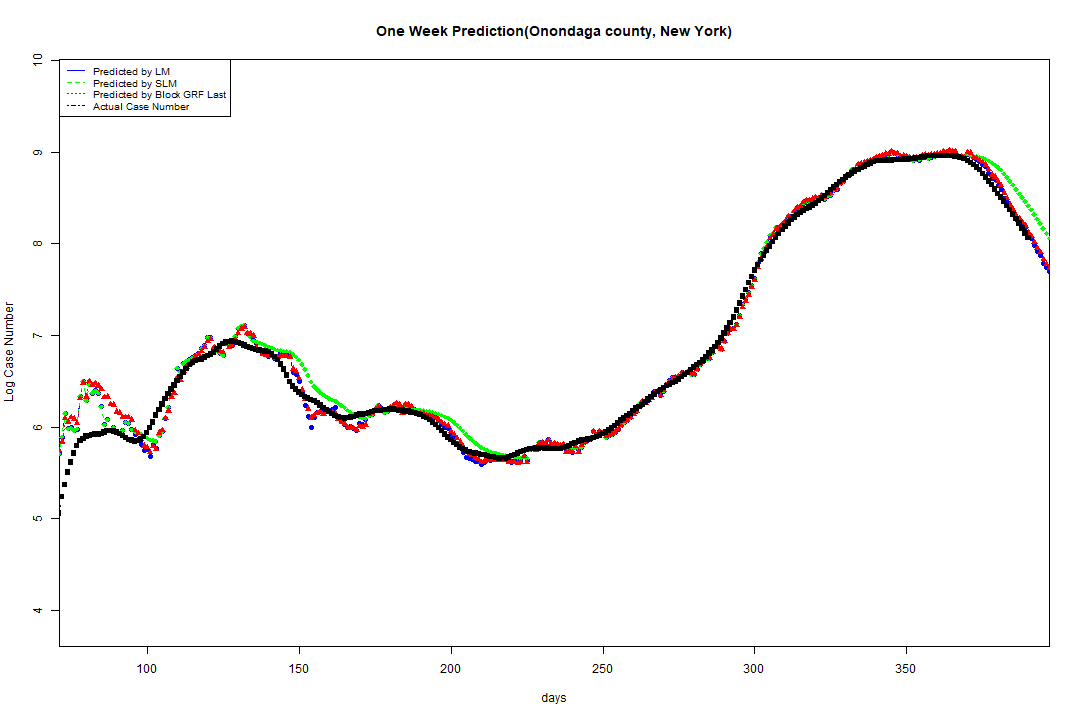 One Week Prediction(Onondaga county, New York)
Predicted by LM
Predicted by SLM
Predicted by Block GRF Last
Actual Case Number
10
9
8
7
6
5
4
Log Case Number
100 150 200 250 300 350
days